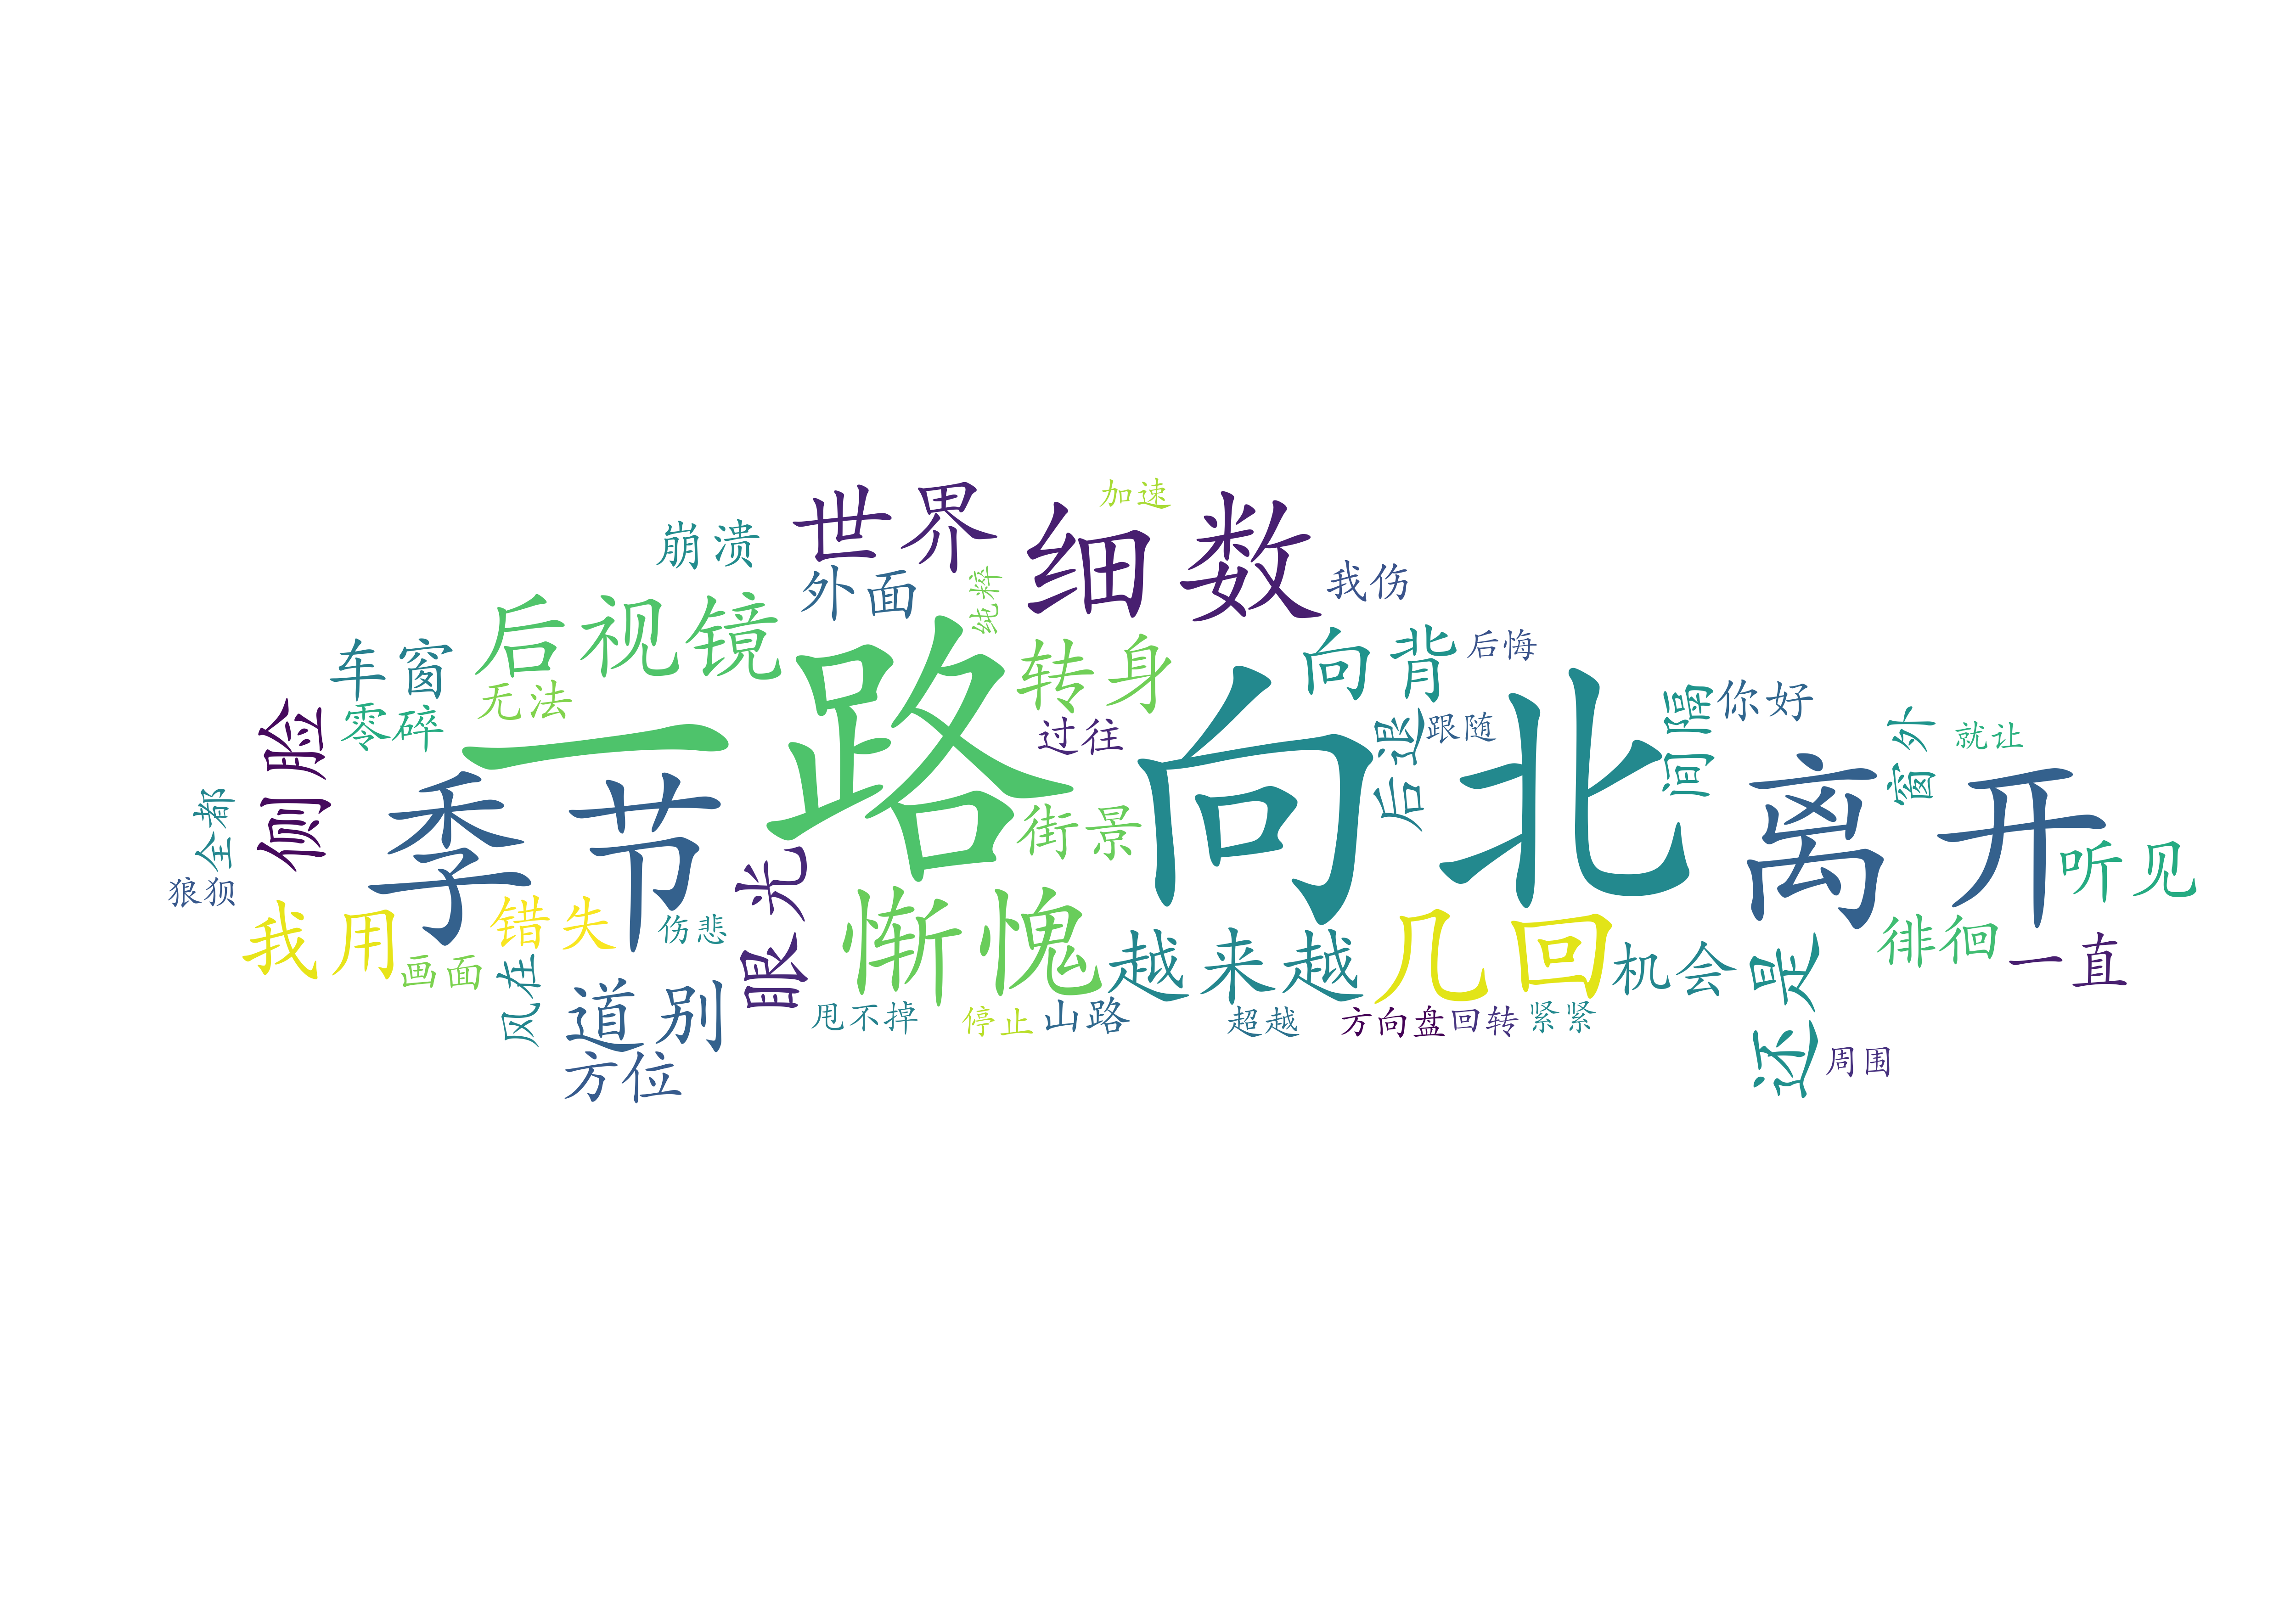 加速
世界
细数
崩溃
外面
纯粹
我伤
后视镜
车窗
无法
零碎
侧脸
一路
转身
过往
向背
后悔
后退
跟随
向北
间隔
你好
窗外
就让
全都
狼狈
季节
街景
离开
听见
我用
错失
画面
伤悲
眼光
惭愧
越来越
几回
机会
还是
徘徊
一直
风在
道别
方位
甩不掉
停止
山路
超越
方向盘
回转
紧紧
周围